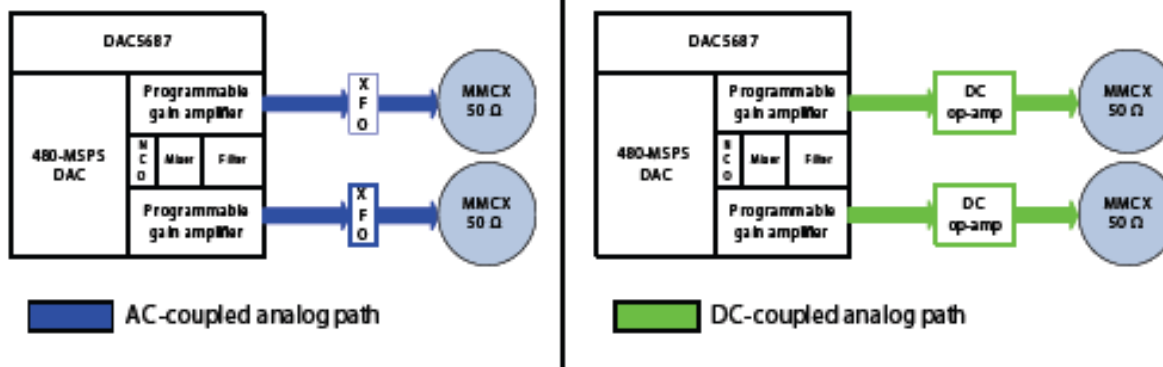 DAC5687
Programmable
gain amplifier
480-MSPS
DAC
N
C
O
Mixer
Filter
Programmable
gain amplifier
X
F
O
MMCX
50 Ω
X
F
O
MMCX
50 Ω
AC-coupled analog path
DAC5687
Programmable
gain amplifier
480-MSPS
DAC
N
C
O
Mixer
Filter
Programmable
gain amplifier
DC
op-amp
MMCX
50 Ω
DC
op-amp
MMCX
50 Ω
DC-coupled analog path